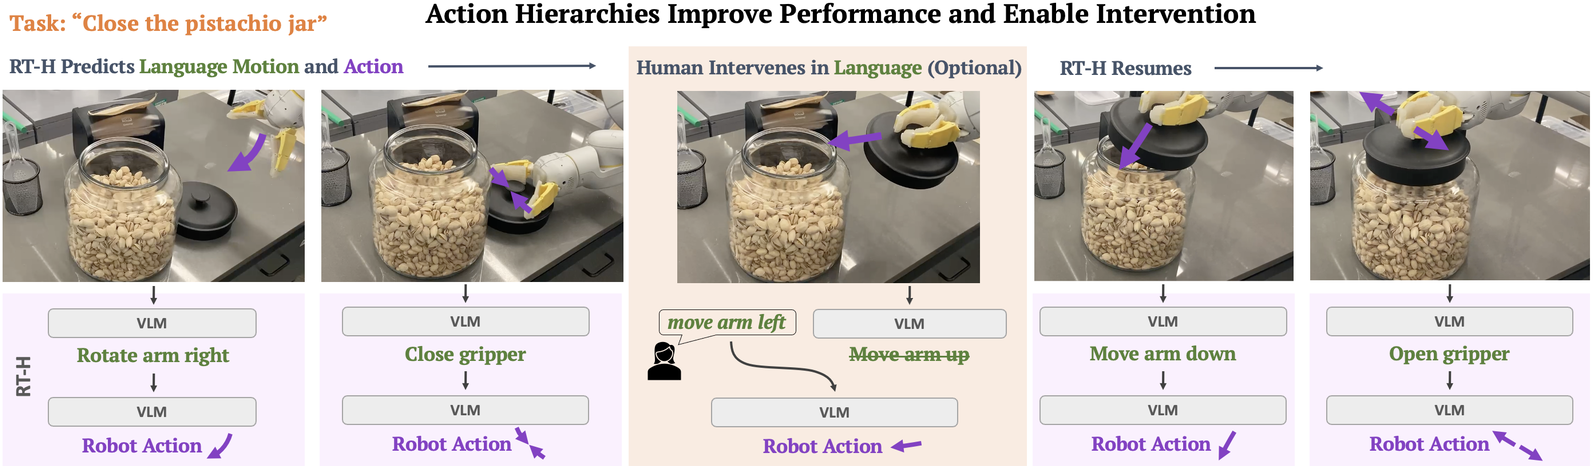 Action Hierarchies Improve Performance and Enable Intervention
Task: “Close the pistachio jar”
RT-H Predicts Language Motion and Action
Human Intervenes in Language (Optional)
RT-H Resumes
RT-H
VLM
Rotate arm right
VLM
Robot Action
VLM
Close gripper
VLM
Robot Action
move arm left
VLM
Move arm up
VLM
Robot Action
VLM
Move arm down
VLM
Robot Action
VLM
Open gripper
VLM
Robot Action